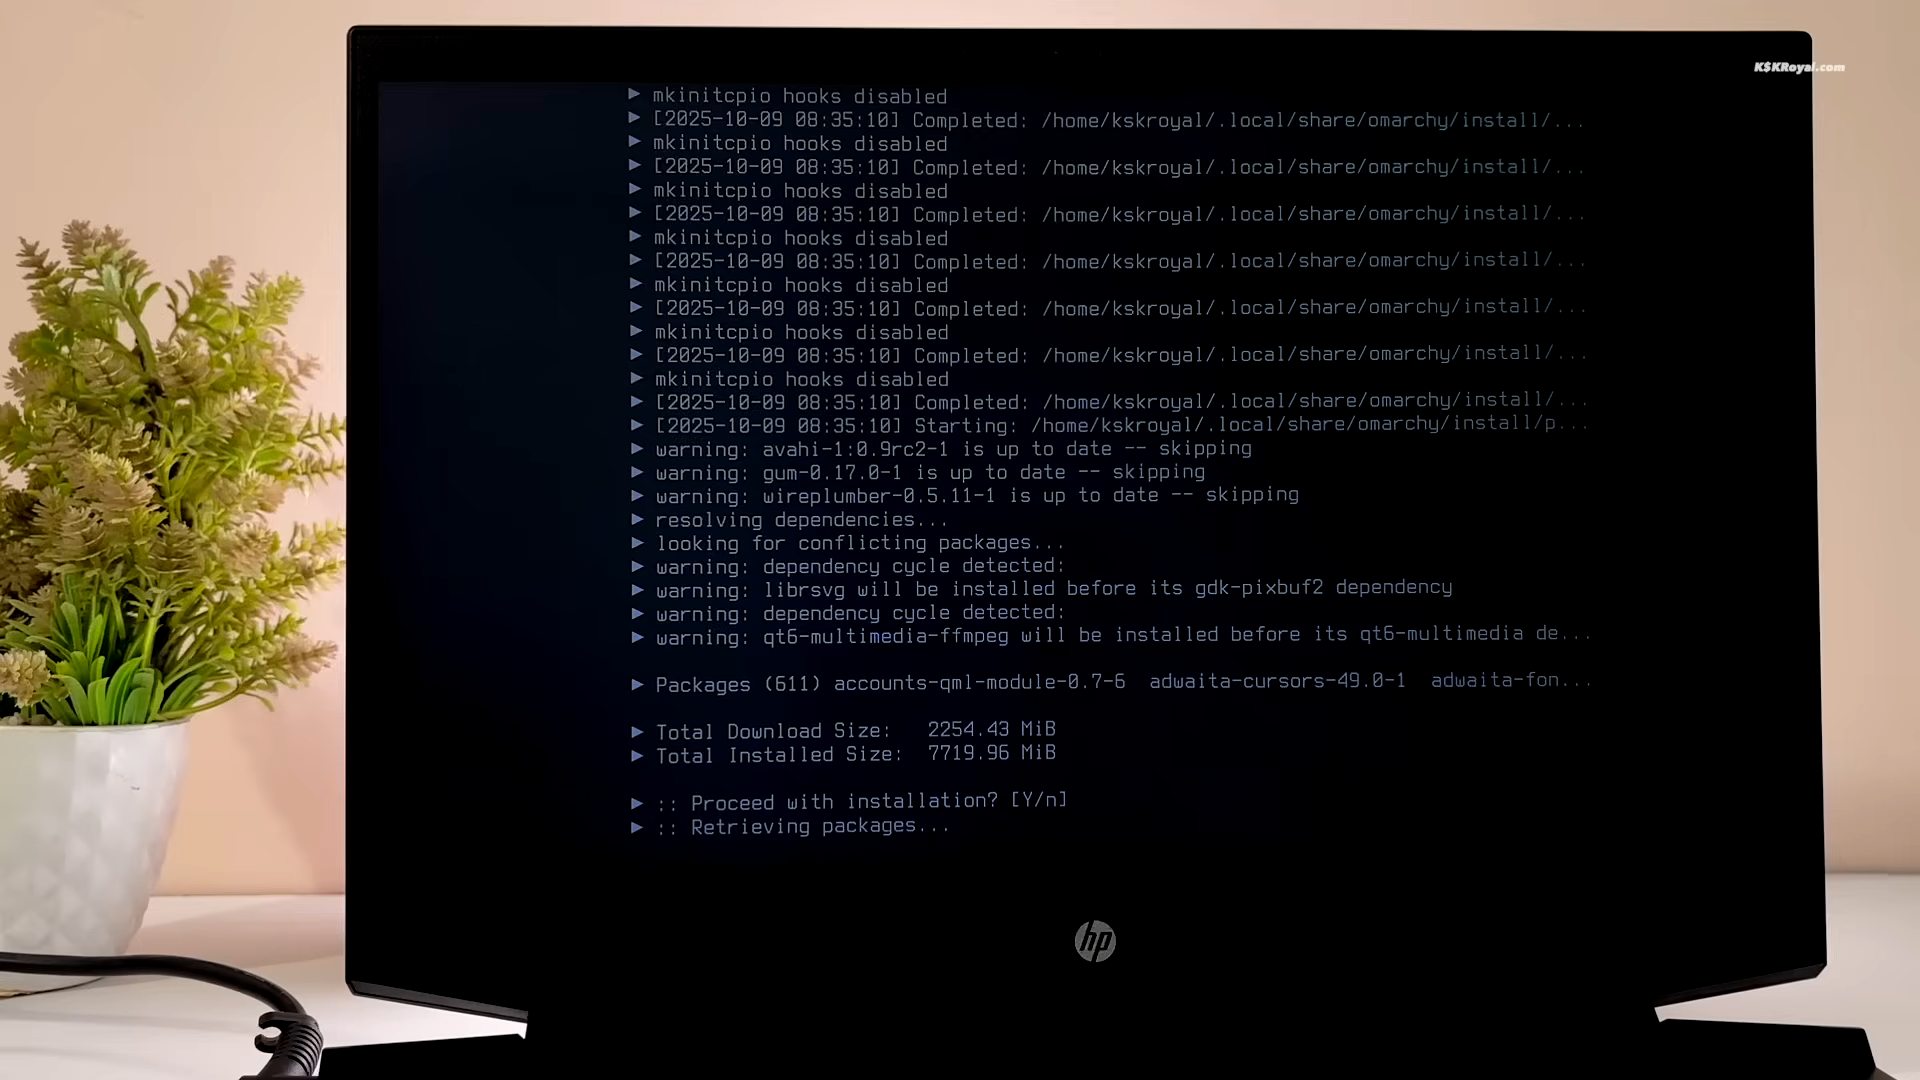 K$KRoyal.com
▶ mkinitcpio hooks disabled
▶ [2025-10-09 08:35:10] Completed: /home/kskroyal/.local/share/omarchy/install/...
▶ mkinitcpio hooks disabled
▶ [2025-10-09 08:35:10] Completed: /home/kskroyal/.local/share/omarchy/install/...
▶ mkinitcpio hooks disabled
▶ [2025-10-09 08:35:10] Completed: /home/kskroyal/.local/share/omarchy/install/...
▶ mkinitcpio hooks disabled
▶ [2025-10-09 08:35:10] Completed: /home/kskroyal/.local/share/omarchy/install/...
▶ mkinitcpio hooks disabled
▶ [2025-10-09 08:35:10] Completed: /home/kskroyal/.local/share/omarchy/install/...
▶ mkinitcpio hooks disabled
▶ [2025-10-09 08:35:10] Completed: /home/kskroyal/.local/share/omarchy/install/...
▶ mkinitcpio hooks disabled
▶ [2025-10-09 08:35:10] Completed: /home/kskroyal/.local/share/omarchy/install/...
▶ [2025-10-09 08:35:10] Starting: /home/kskroyal/.local/share/omarchy/install/p...
▶ warning: avahi-1:0.9rc2-1 is up to date -- skipping
▶ warning: gum-0.17.0-1 is up to date -- skipping
▶ warning: wireplumber-0.5.11-1 is up to date -- skipping
▶ resolving dependencies...
▶ looking for conflicting packages...
▶ warning: dependency cycle detected:
▶ warning: librsvg will be installed before its gdk-pixbuf2 dependency
▶ warning: dependency cycle detected:
▶ warning: qt6-multimedia-ffmpeg will be installed before its qt6-multimedia de...
▶ Packages (611) accounts-qml-module-0.7-6  adwaita-cursors-49.0-1  adwaita-fon...
▶ Total Download Size:   2254.43 MiB
▶ Total Installed Size:  7719.96 MiB
▶ :: Proceed with installation? [Y/n]
▶ :: Retrieving packages...
hp